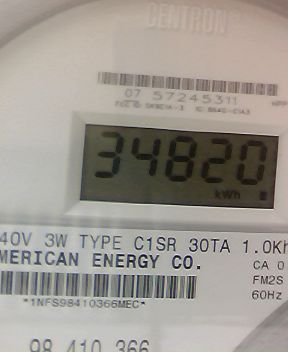 CENTRON
07 57245311
34820
kWh
40V 3W TYPE C1SR 30TA 1.0Kh
MERICAN ENERGY CO.
CA 0
FM2S
60Hz
*1NFS98410366MEC*
98 410 366